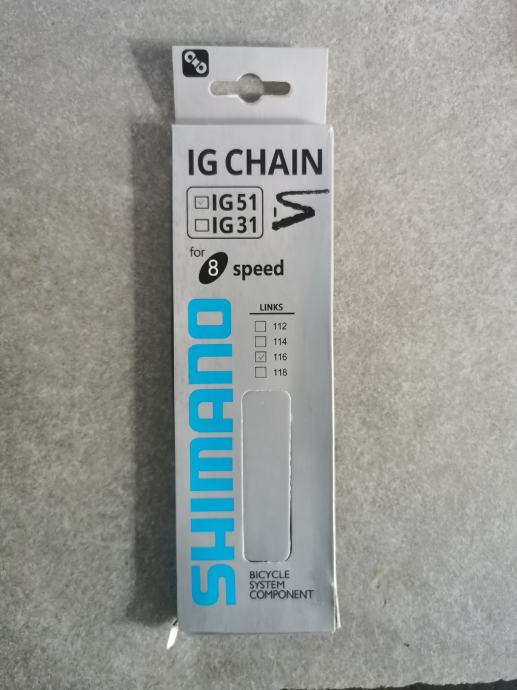 IG CHAIN
IG51
IG31
for
8 speed
LINKS
112
114
116
118
SHIMANO
BICYCLE
SYSTEM
COMPONENT